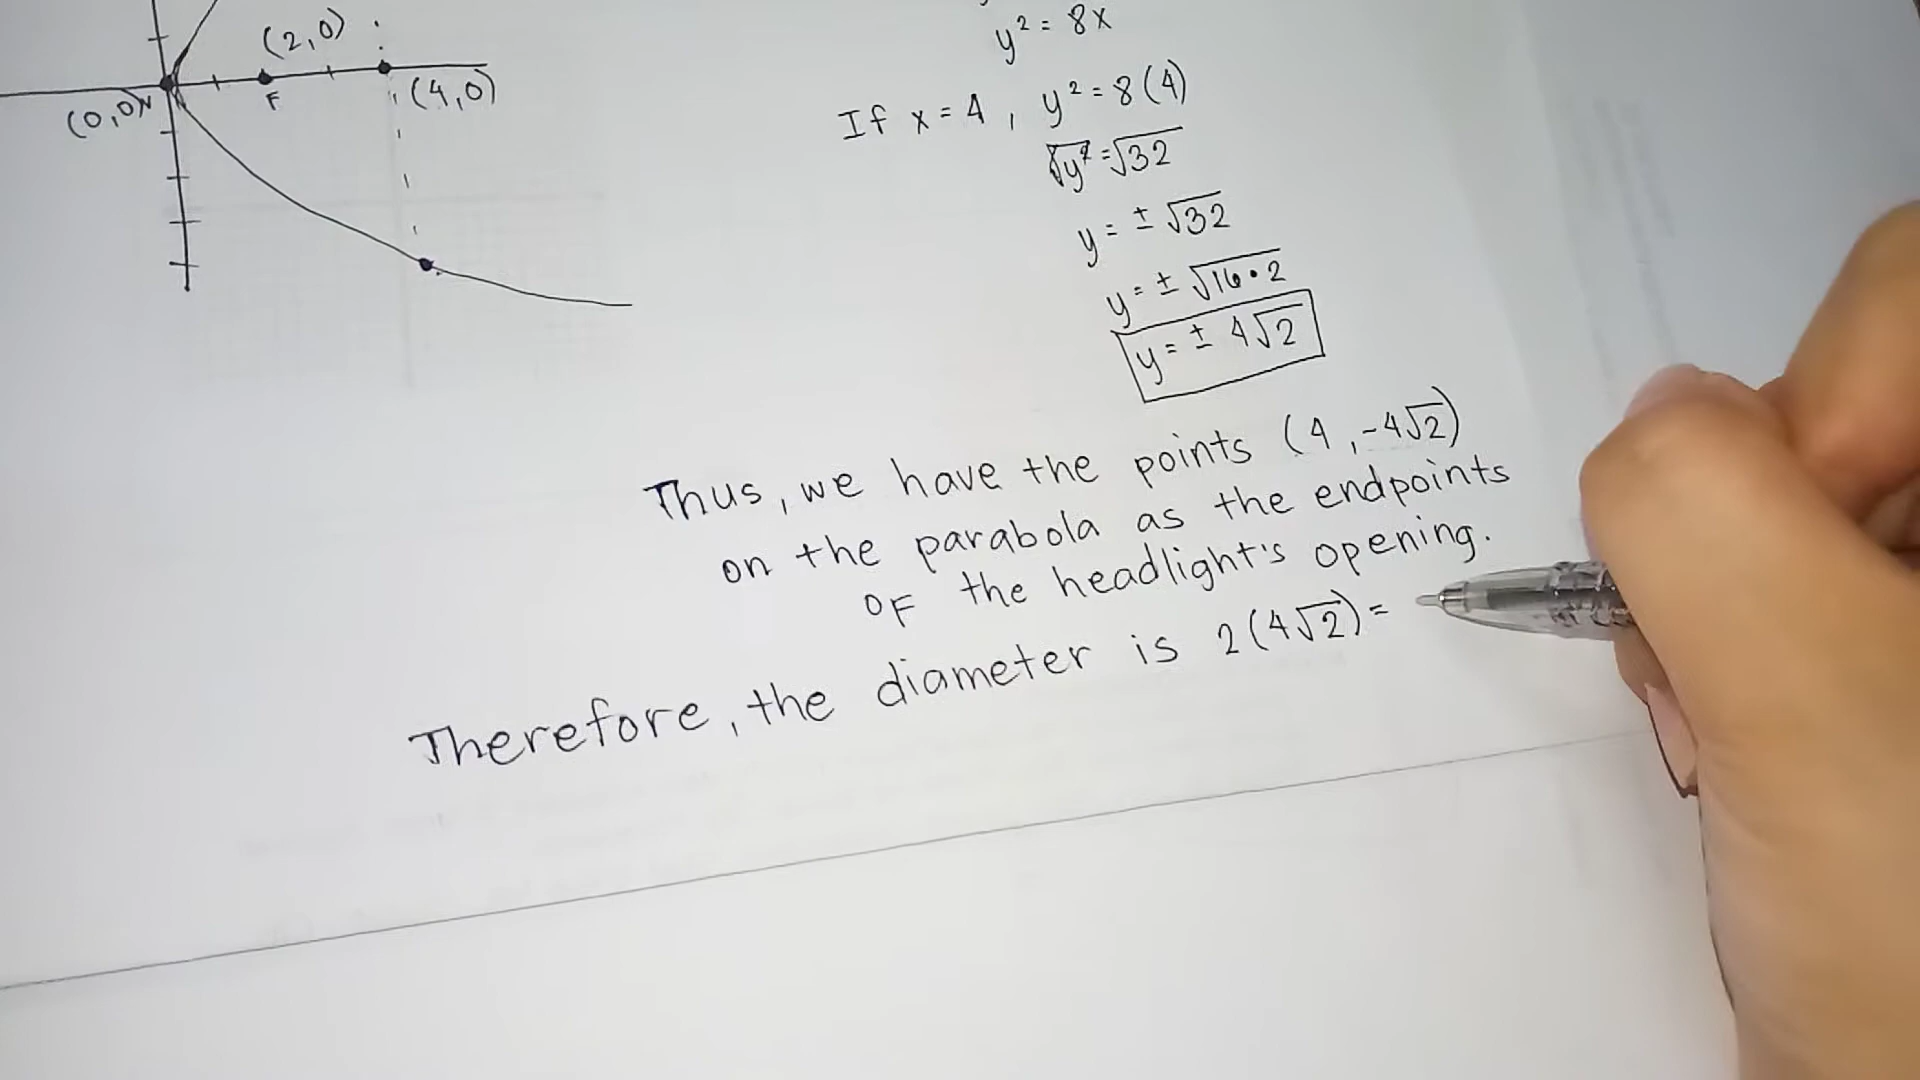 (2,0)
(0,0) V
F
(4,0)
y² = 8x
If x = 4 , y² = 8(4)
√y² = √32
y = ± √32
y = ± √16 • 2
y = ± 4√2
Thus, we have the points (4, -4√2)
on the parabola as the endpoints
of the headlight's opening.
Therefore, the diameter is 2(4√2) =